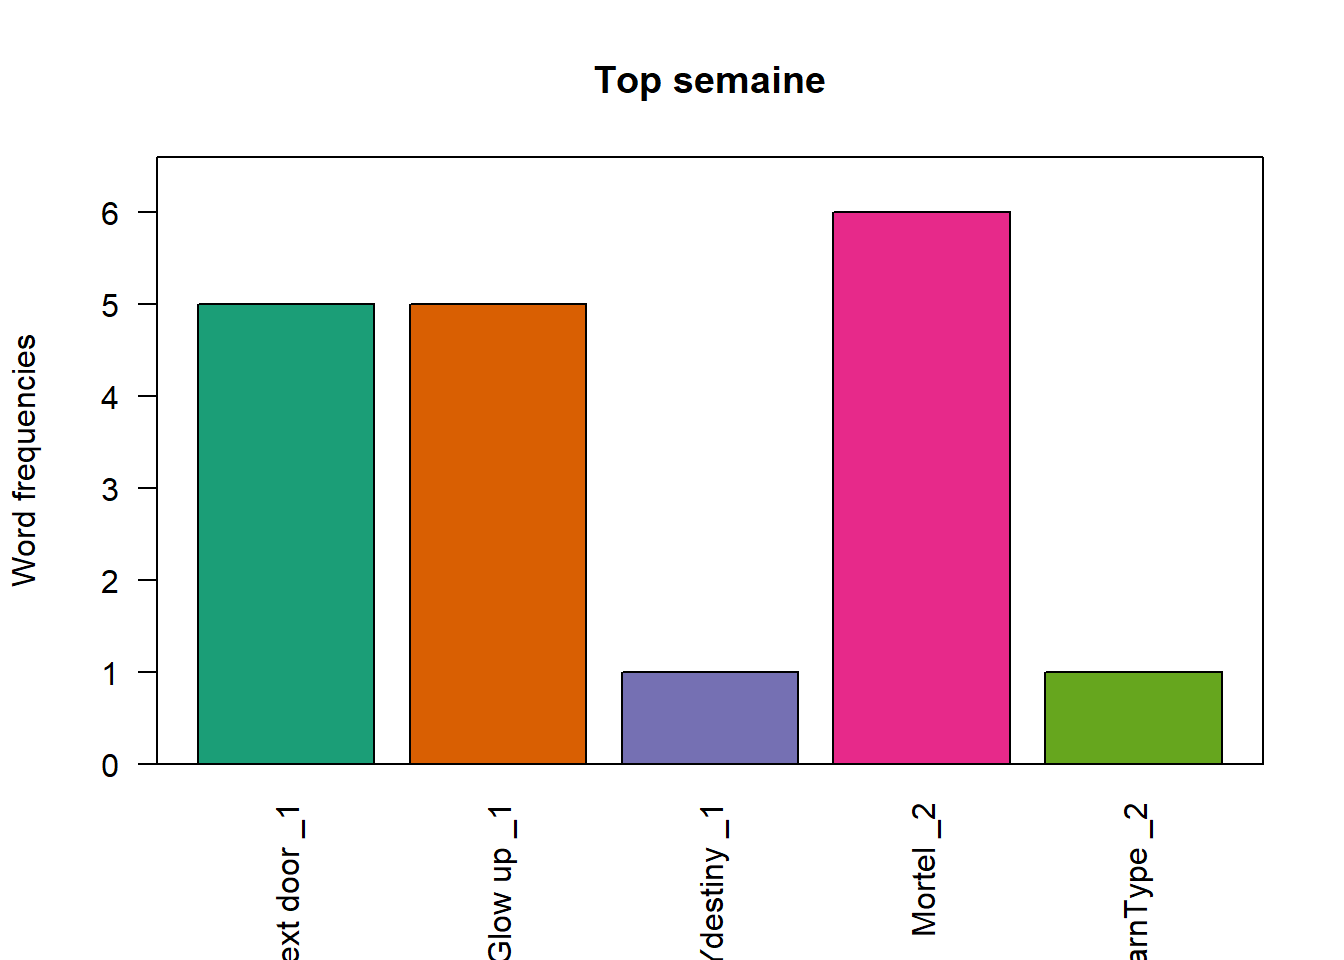 Top semaine
Word frequencies
6
5
4
3
2
1
0
ext door _1
Glow up _1
Ydestiny _1
Mortel _2
arnType _2